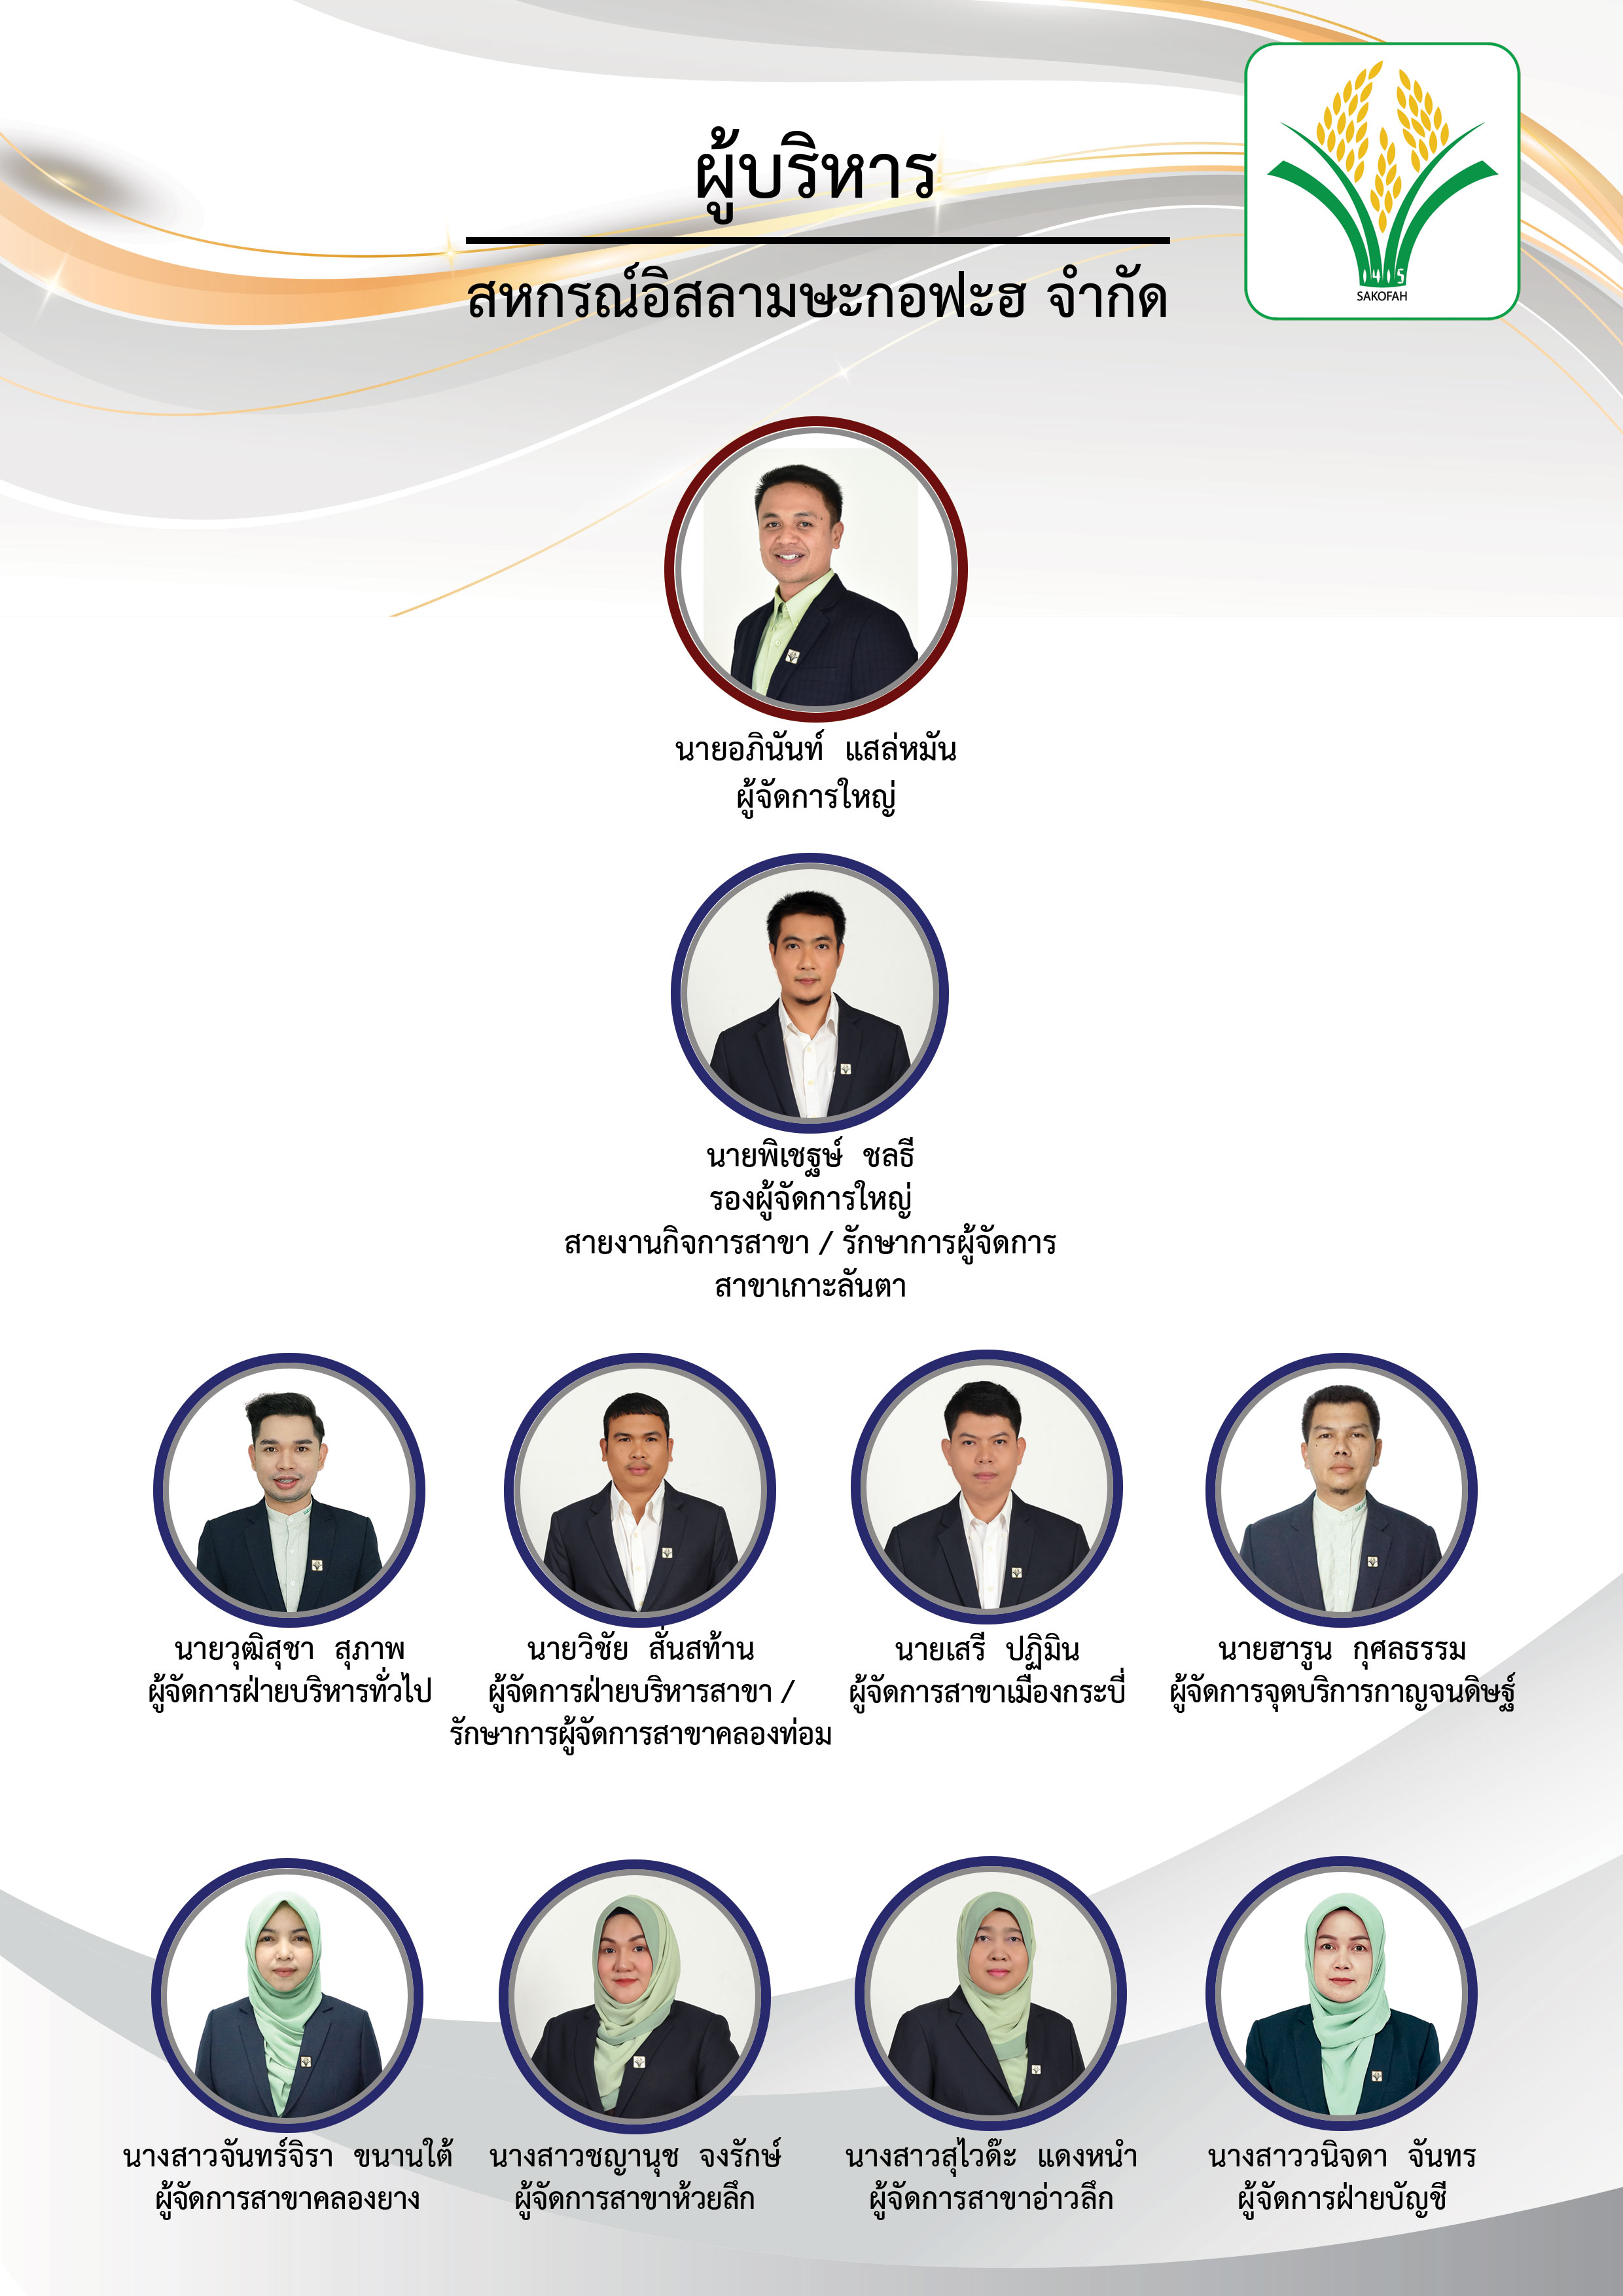 ผู้บริหาร
สหกรณ์อิสลามษะกอฟะฮ จำกัด
1415
SAKOFAH
นายอภินันท์ แสล่หมัน
ผู้จัดการใหญ่
นายพิเชฐษ์ ชลธี
รองผู้จัดการใหญ่
สายงานกิจการสาขา / รักษาการผู้จัดการ
สาขาเกาะลันตา
นายวุฒิสุชา สุภาพ
ผู้จัดการฝ่ายบริหารทั่วไป
นายวิชัย สั่นสท้าน
ผู้จัดการฝ่ายบริหารสาขา /
รักษาการผู้จัดการสาขาคลองท่อม
นายเสรี ปฏิมิน
ผู้จัดการสาขาเมืองกระบี่
นายฮารูน กุศลธรรม
ผู้จัดการจุดบริการกาญจนดิษฐ์
นางสาวจันทร์จิรา ขนานใต้
ผู้จัดการสาขาคลองยาง
นางสาวชญานุช จงรักษ์
ผู้จัดการสาขาห้วยลึก
นางสาวสุไวด๊ะ แดงหนำ
ผู้จัดการสาขาอ่าวลึก
นางสาววนิจดา จันทร
ผู้จัดการฝ่ายบัญชี